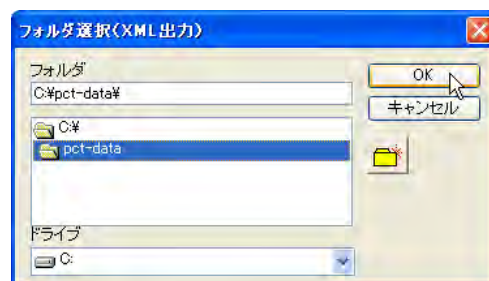 フォルダ選択(XML出力)
フォルダ
OK
C:¥pct-data¥
キャンセル
C:¥
pct-data
ドライブ
C: